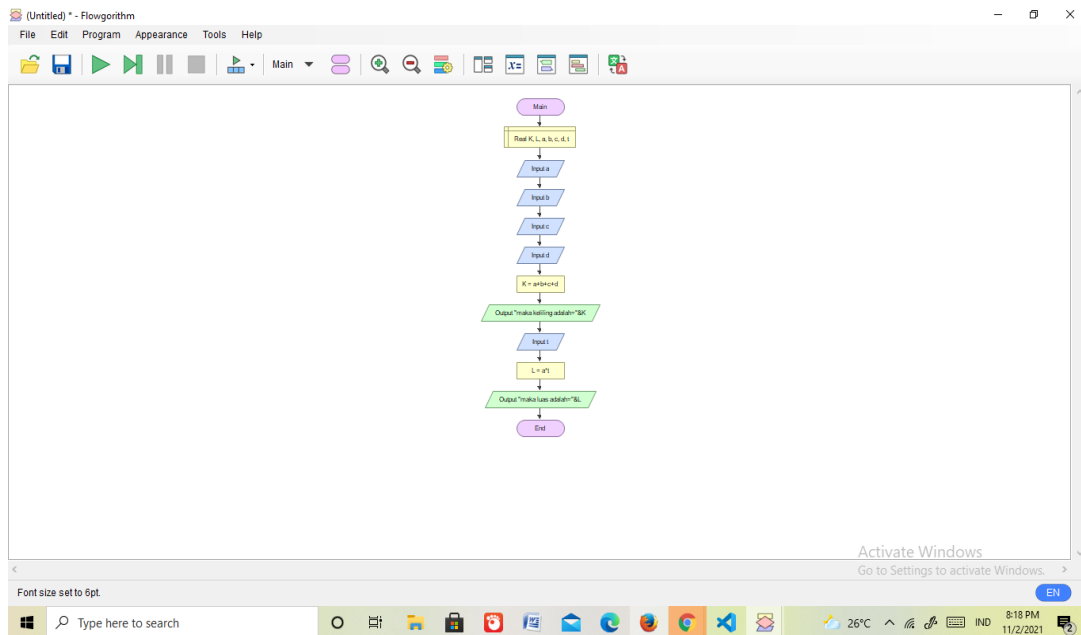 (Untitled) * - Flowgorithm
File Edit Program Appearance Tools Help
Main
Main
Real K, L, a, b, c, d, t
Input a
Input b
Input c
Input d
K = a+b+c+d
Output "maka keliling adalah="&K
Input t
L = a*t
Output "maka luas adalah="&L
End
Activate Windows
Go to Settings to activate Windows.
Font size set to 6pt.
EN
Type here to search
26°C
IND
8:18 PM
11/2/2021
2